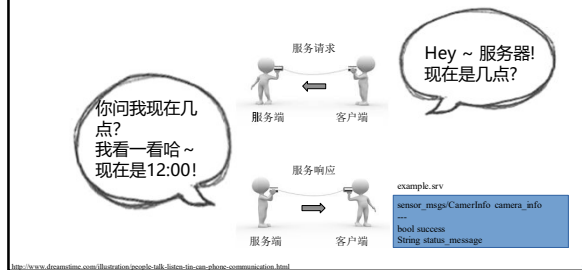 服务请求
Hey ~ 服务器!
现在是几点?
服务端
客户端
你问我现在几
点?
我看一看哈~
现在是12:00!
服务响应
服务端
客户端
example.srv
sensor_msgs/CamerInfo camera_info
---
bool success
String status_message
http://www.dreamstime.com/illustration/people-talk-listen-tin-can-phone-communication.html